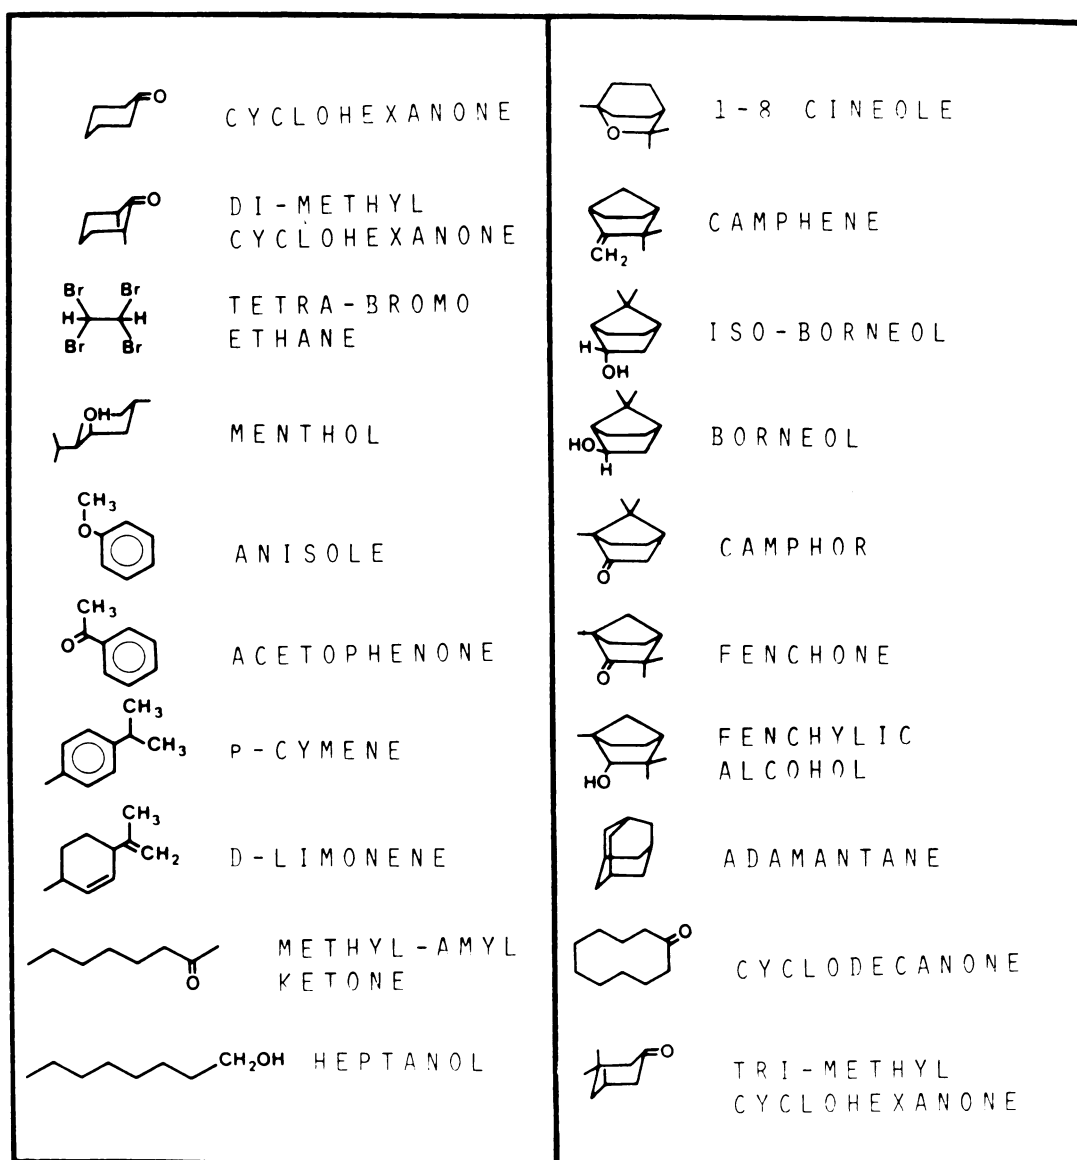 O
CYCLOHEXANONE
O
DI-METHYL
CYCLOHEXANONE
Br Br
H H
Br Br
TETRA-BROMO
ETHANE
OH
MENTHOL
CH3
O
ANISOLE
CH3
O
ACETOPHENONE
CH3
CH3
P-CYMENE
CH3
CH2
D-LIMONENE
O
METHYL-AMYL
KETONE
CH2OH
HEPTANOL
O
1-8 CINEOLE
CH2
CAMPHENE
H
OH
ISO-BORNEOL
HO
H
BORNEOL
O
CAMPHOR
O
FENCHONE
HO
FENCHYLIC
ALCOHOL
ADAMANTANE
O
CYCLODECANONE
O
TRI-METHYL
CYCLOHEXANONE